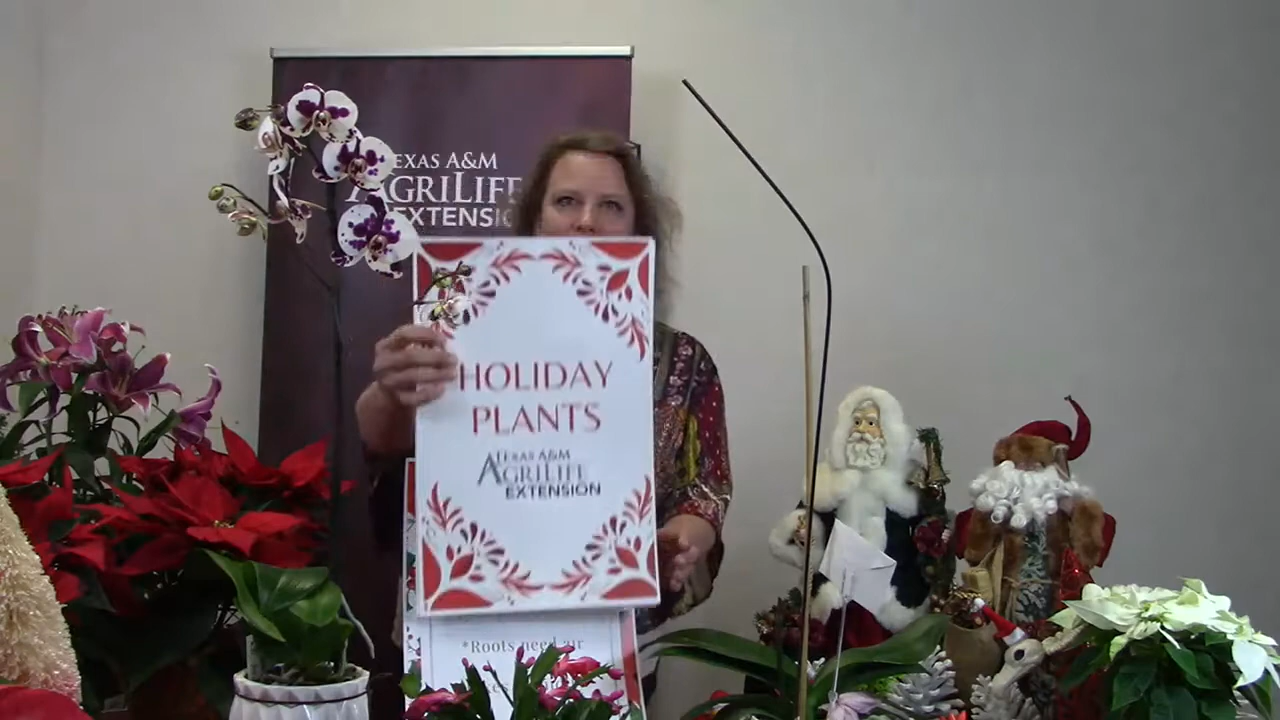 TEXAS A&M
AGRILIFE
EXTENSION
HOLIDAY
PLANTS
TEXAS A&M
AGRILIFE
EXTENSION
*Roots need air